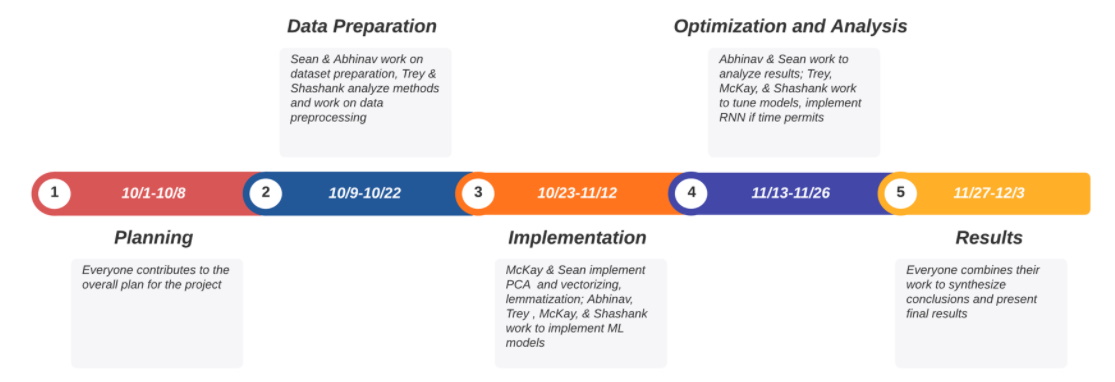 Data Preparation
Sean & Abhinav work on
dataset preparation, Trey &
Shashank analyze methods
and work on data
preprocessing
Optimization and Analysis
Abhinav & Sean work to
analyze results; Trey,
McKay, & Shashank work
to tune models, implement
RNN if time permits
1 10/1-10/8 2 10/9-10/22 3 10/23-11/12 4 11/13-11/26 5 11/27-12/3
Planning
Everyone contributes to the
overall plan for the project
Implementation
McKay & Sean implement
PCA and vectorizing,
lemmatization; Abhinav,
Trey , McKay, & Shashank
work to implement ML
models
Results
Everyone combines their
work to synthesize
conclusions and present
final results